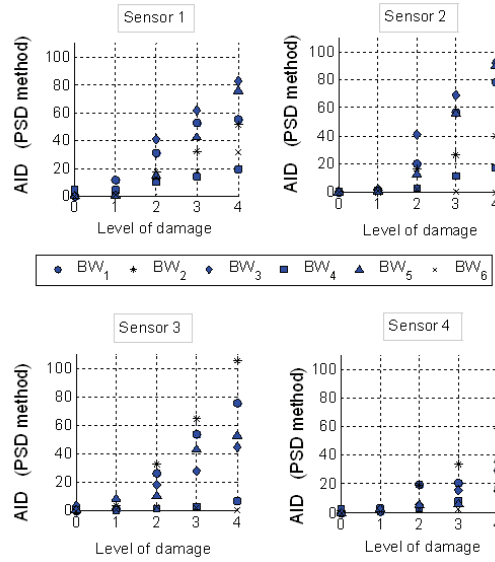 Sensor 1
AID (PSD method)
100
80
60
40
20
0
0 1 2 3 4
Level of damage
Sensor 2
AID (PSD method)
100
80
60
40
20
0
0 1 2 3 4
Level of damage
BW1 BW2 BW3 BW4 BW5 BW6
Sensor 3
AID (PSD method)
100
80
60
40
20
0
0 1 2 3 4
Level of damage
Sensor 4
AID (PSD method)
100
80
60
40
20
0
0 1 2 3 4
Level of damage